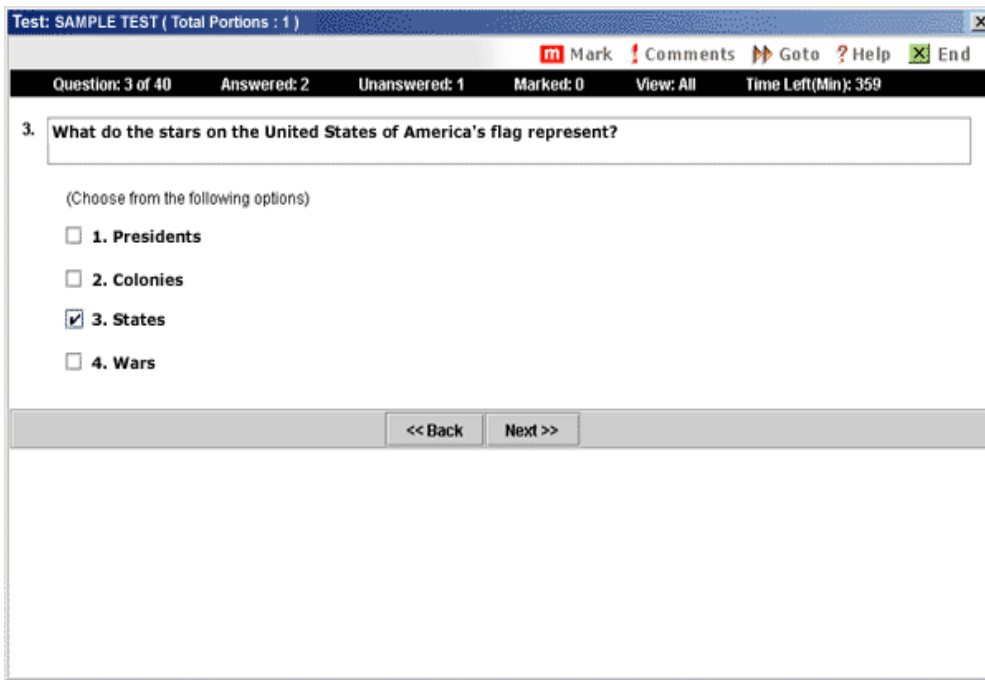 Test: SAMPLE TEST ( Total Portions : 1 )
m Mark ! Comments Goto ? Help X End
Question: 3 of 40 Answered: 2 Unanswered: 1 Marked: 0 View: All Time Left(Min): 359
3. What do the stars on the United States of America's flag represent?
(Choose from the following options)
1. Presidents
2. Colonies
3. States
4. Wars
<< Back Next >>